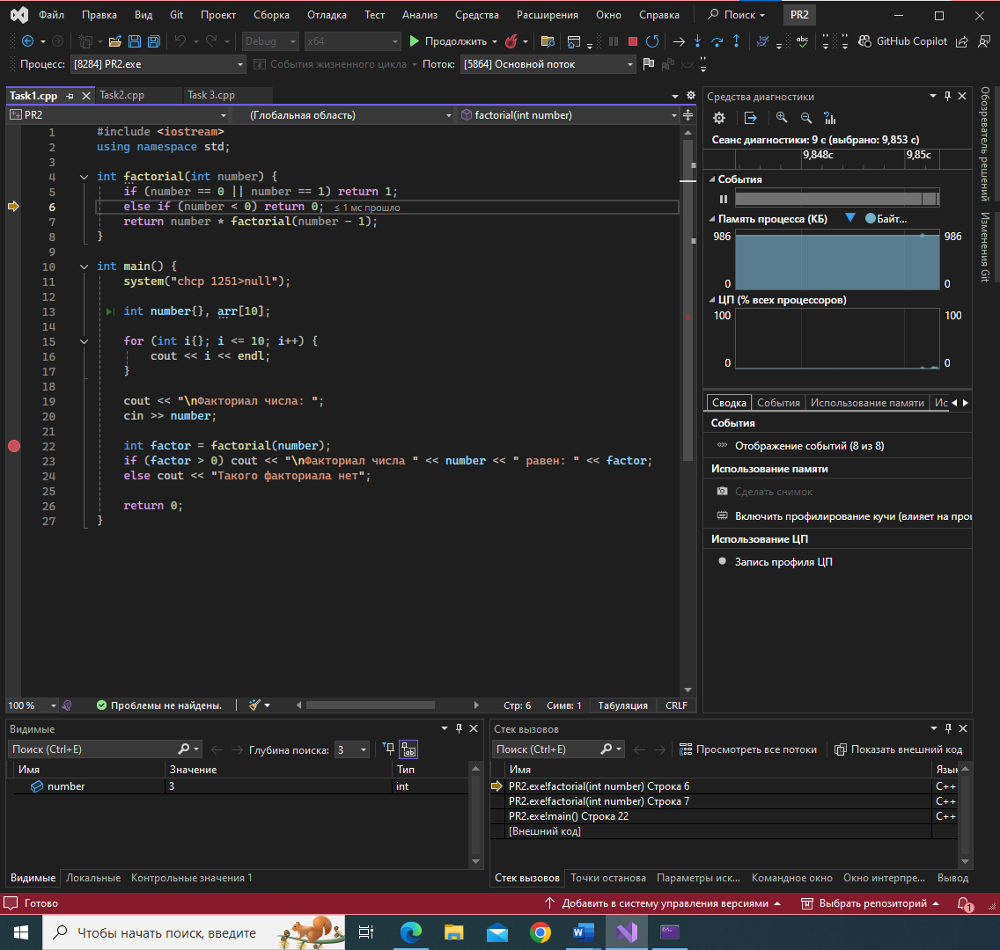 Файл Правка Вид Git Проект Сборка Отладка Тест Анализ Средства Расширения Окно Справка Поиск PR2
Debug x64 Продолжить GitHub Copilot
Процесс: [8284] PR2.exe События жизненного цикла Поток: [5864] Основной поток
Task1.cpp Task2.cpp Task 3.cpp
PR2 (Глобальная область) factorial(int number)
1 #include <iostream>
2 using namespace std;
3
4 int factorial(int number) {
5 if (number == 0 || number == 1) return 1;
6 else if (number < 0) return 0; ≤ 1 мс прошло
7 return number * factorial(number - 1);
8 }
9
10 int main() {
11 system("chcp 1251>null");
12
13 int number{}, arr[10];
14
15 for (int i{}; i <= 10; i++) {
16 cout << i << endl;
17 }
18
19 cout << "\nФакториал числа: ";
20 cin >> number;
21
22 int factor = factorial(number);
23 if (factor > 0) cout << "\nФакториал числа " << number << " равен: " << factor;
24 else cout << "Такого факториала нет";
25
26 return 0;
27 }
100 % Проблемы не найдены. Стр: 6 Симв: 1 Табуляция CRLF
Средства диагностики
Сеанс диагностики: 9 с (выбрано: 9,853 с)
9,848с 9,85с
События
Память процесса (КБ) Байт...
986 986
0 0
ЦП (% всех процессоров)
100 100
0 0
Сводка События Использование памяти Ис
События
Отображение событий (8 из 8)
Использование памяти
Сделать снимок
Включить профилирование кучи (влияет на прои
Использование ЦП
Запись профиля ЦП
Обозреватель решений
Изменения Git
Видимые
Поиск (Ctrl+E) Глубина поиска: 3
Имя Значение Тип
number 3 int
Видимые Локальные Контрольные значения 1
Стек вызовов
Поиск (Ctrl+E) Просмотреть все потоки Показать внешний код
Имя Язык
PR2.exe!factorial(int number) Строка 6 C++
PR2.exe!factorial(int number) Строка 7 C++
PR2.exe!main() Строка 22 C++
[Внешний код]
Стек вызовов Точки останова Параметры иск... Командное окно Окно интерпре... Вывод
Готово Добавить в систему управления версиями Выбрать репозиторий 1
Чтобы начать поиск, введите